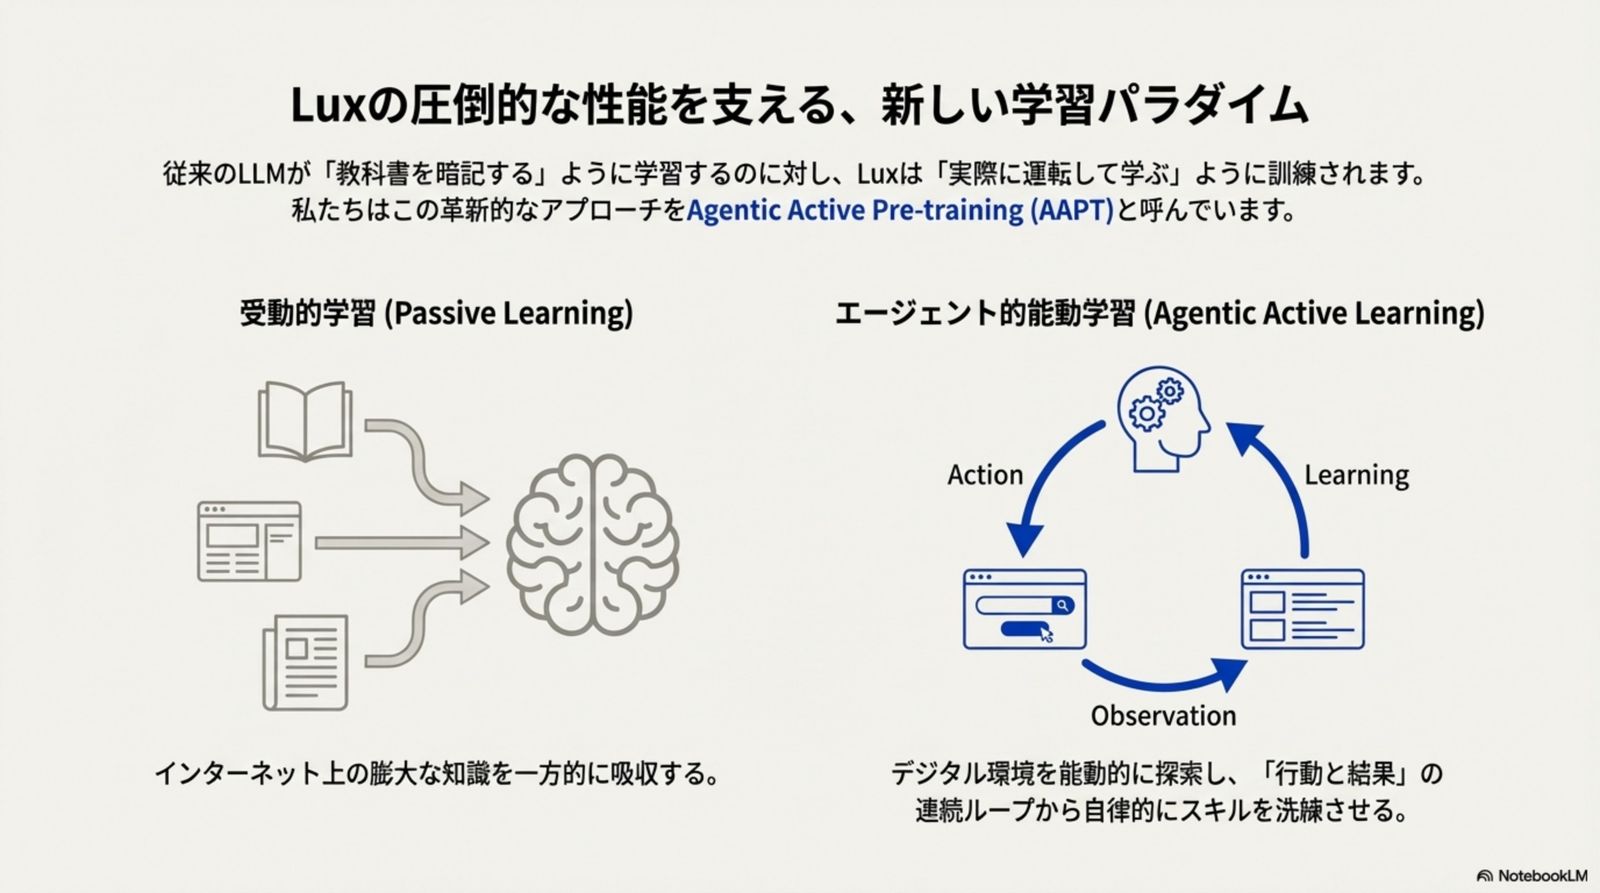 Luxの圧倒的な性能を支える、新しい学習パラダイム
従来のLLMが「教科書を暗記する」ように学習するのに対し、Luxは「実際に運転して学ぶ」ように訓練されます。
私たちはこの革新的なアプローチをAgentic Active Pre-training (AAPT)と呼んでいます。
受動的学習 (Passive Learning)
インターネット上の膨大な知識を一方的に吸収する。
エージェント的能動学習 (Agentic Active Learning)
Action
Learning
Observation
デジタル環境を能動的に探索し、「行動と結果」の
連続ループから自律的にスキルを洗練させる。
NotebookLM